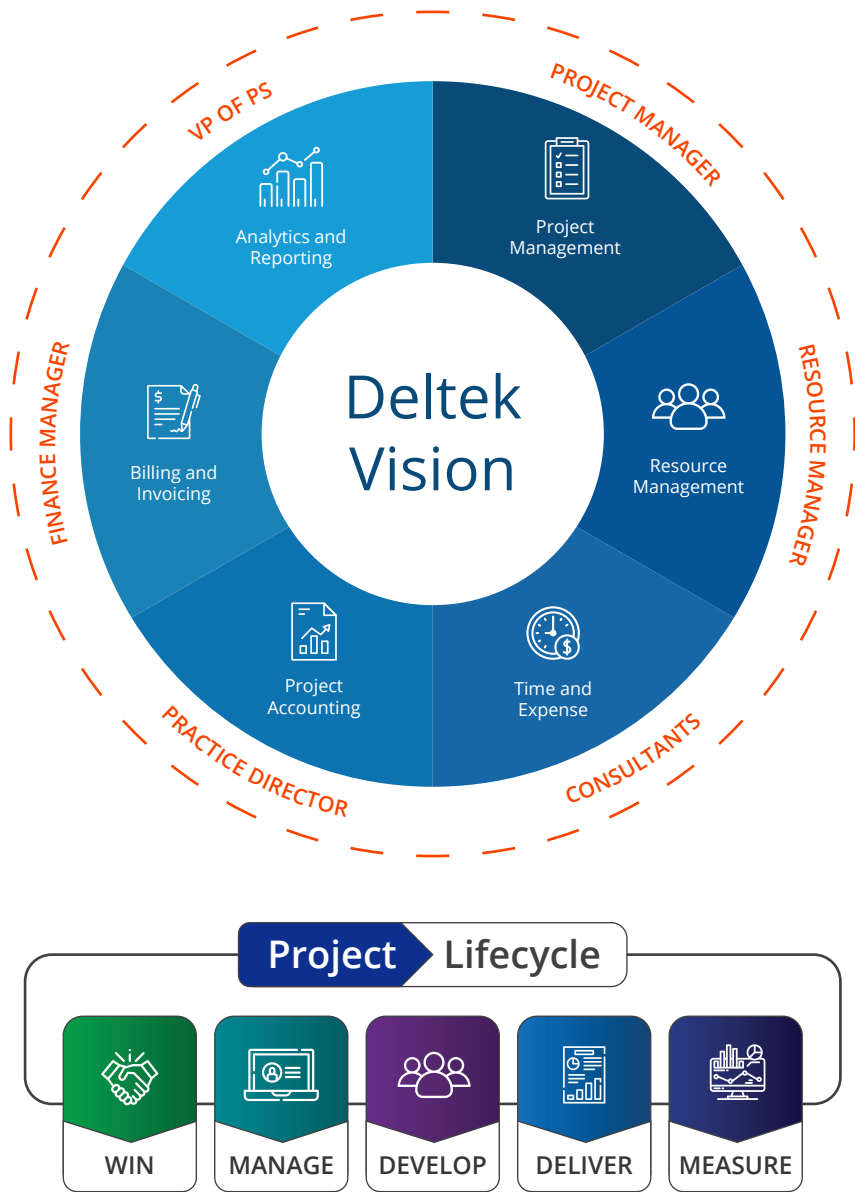 VP OF PS
PROJECT MANAGER
Analytics and
Reporting
Project
Management
FINANCE MANAGER
Billing and
Invoicing
Deltek
Vision
Resource
Management
RESOURCE MANAGER
$
$
Project
Accounting
Time and
Expense
PRACTICE DIRECTOR
CONSULTANTS
Project Lifecycle
WIN
MANAGE
DEVELOP
DELIVER
MEASURE